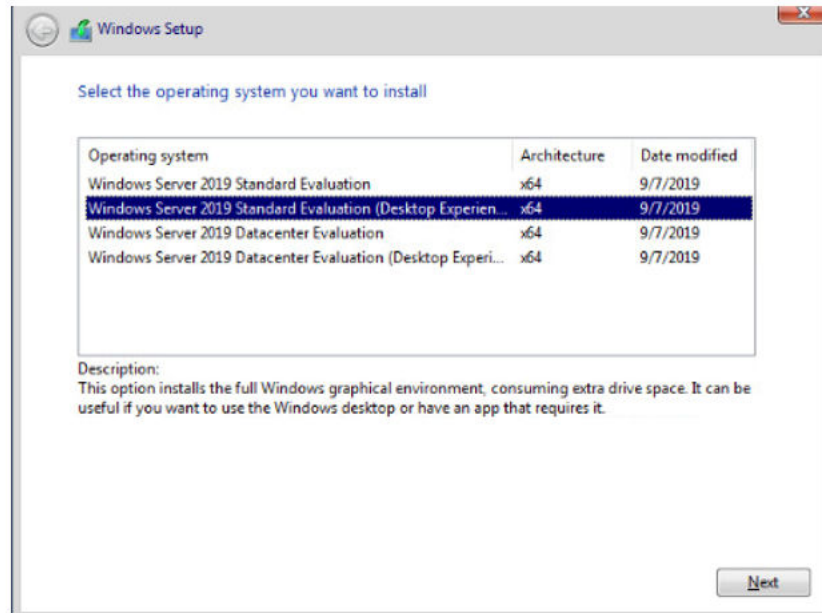 Windows Setup
Select the operating system you want to install
Operating system Architecture Date modified
Windows Server 2019 Standard Evaluation x64 9/7/2019
Windows Server 2019 Standard Evaluation (Desktop Experien... x64 9/7/2019
Windows Server 2019 Datacenter Evaluation x64 9/7/2019
Windows Server 2019 Datacenter Evaluation (Desktop Experi... x64 9/7/2019
Description:
This option installs the full Windows graphical environment, consuming extra drive space. It can be
useful if you want to use the Windows desktop or have an app that requires it.
Next